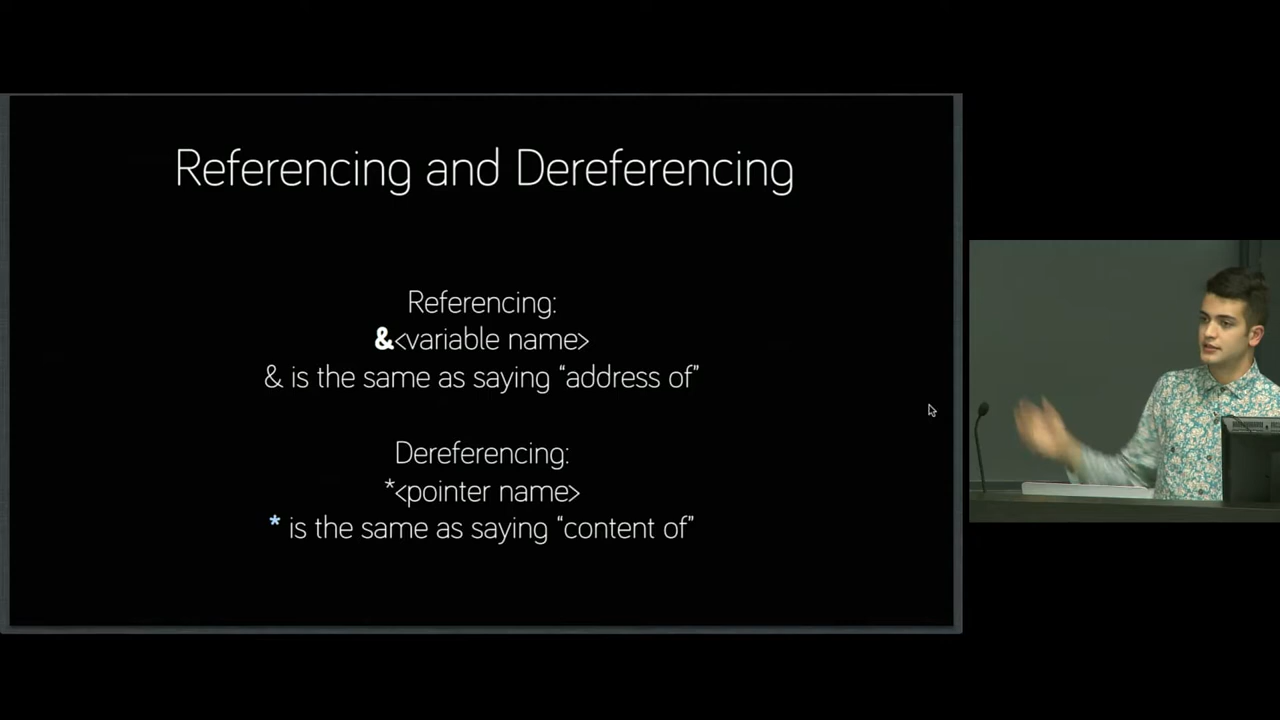 Referencing and Dereferencing
Referencing:
&<variable name>
& is the same as saying “address of”
Dereferencing:
*<pointer name>
* is the same as saying “content of”